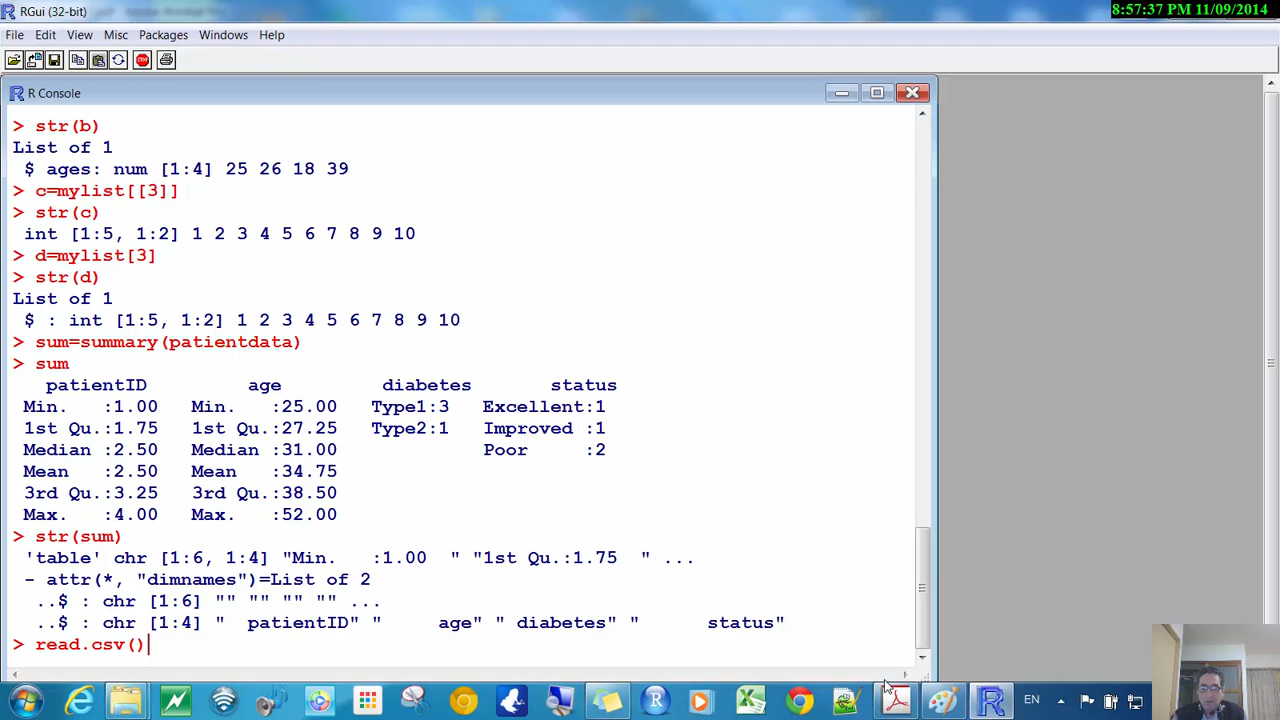 8:57:37 PM 11/09/2014
RGui (32-bit)
File Edit View Misc Packages Windows Help
R Console
> str(b)
List of 1
 $ ages: num [1:4] 25 26 18 39
> c=mylist[[3]]
> str(c)
 int [1:5, 1:2] 1 2 3 4 5 6 7 8 9 10
> d=mylist[3]
> str(d)
List of 1
 $ : int [1:5, 1:2] 1 2 3 4 5 6 7 8 9 10
> sum=summary(patientdata)
> sum
   patientID         age         diabetes       status
 Min.   :1.00   Min.   :25.00   Type1:3   Excellent:1
 1st Qu.:1.75   1st Qu.:27.25   Type2:1   Improved :1
 Median :2.50   Median :31.00             Poor     :2
 Mean   :2.50   Mean   :34.75
 3rd Qu.:3.25   3rd Qu.:38.50
 Max.   :4.00   Max.   :52.00
> str(sum)
 'table' chr [1:6, 1:4] "Min.   :1.00  " "1st Qu.:1.75  " ...
 - attr(*, "dimnames")=List of 2
  ..$ : chr [1:6] "" "" "" "" ...
  ..$ : chr [1:4] "  patientID" "     age" " diabetes" "      status"
> read.csv()
EN